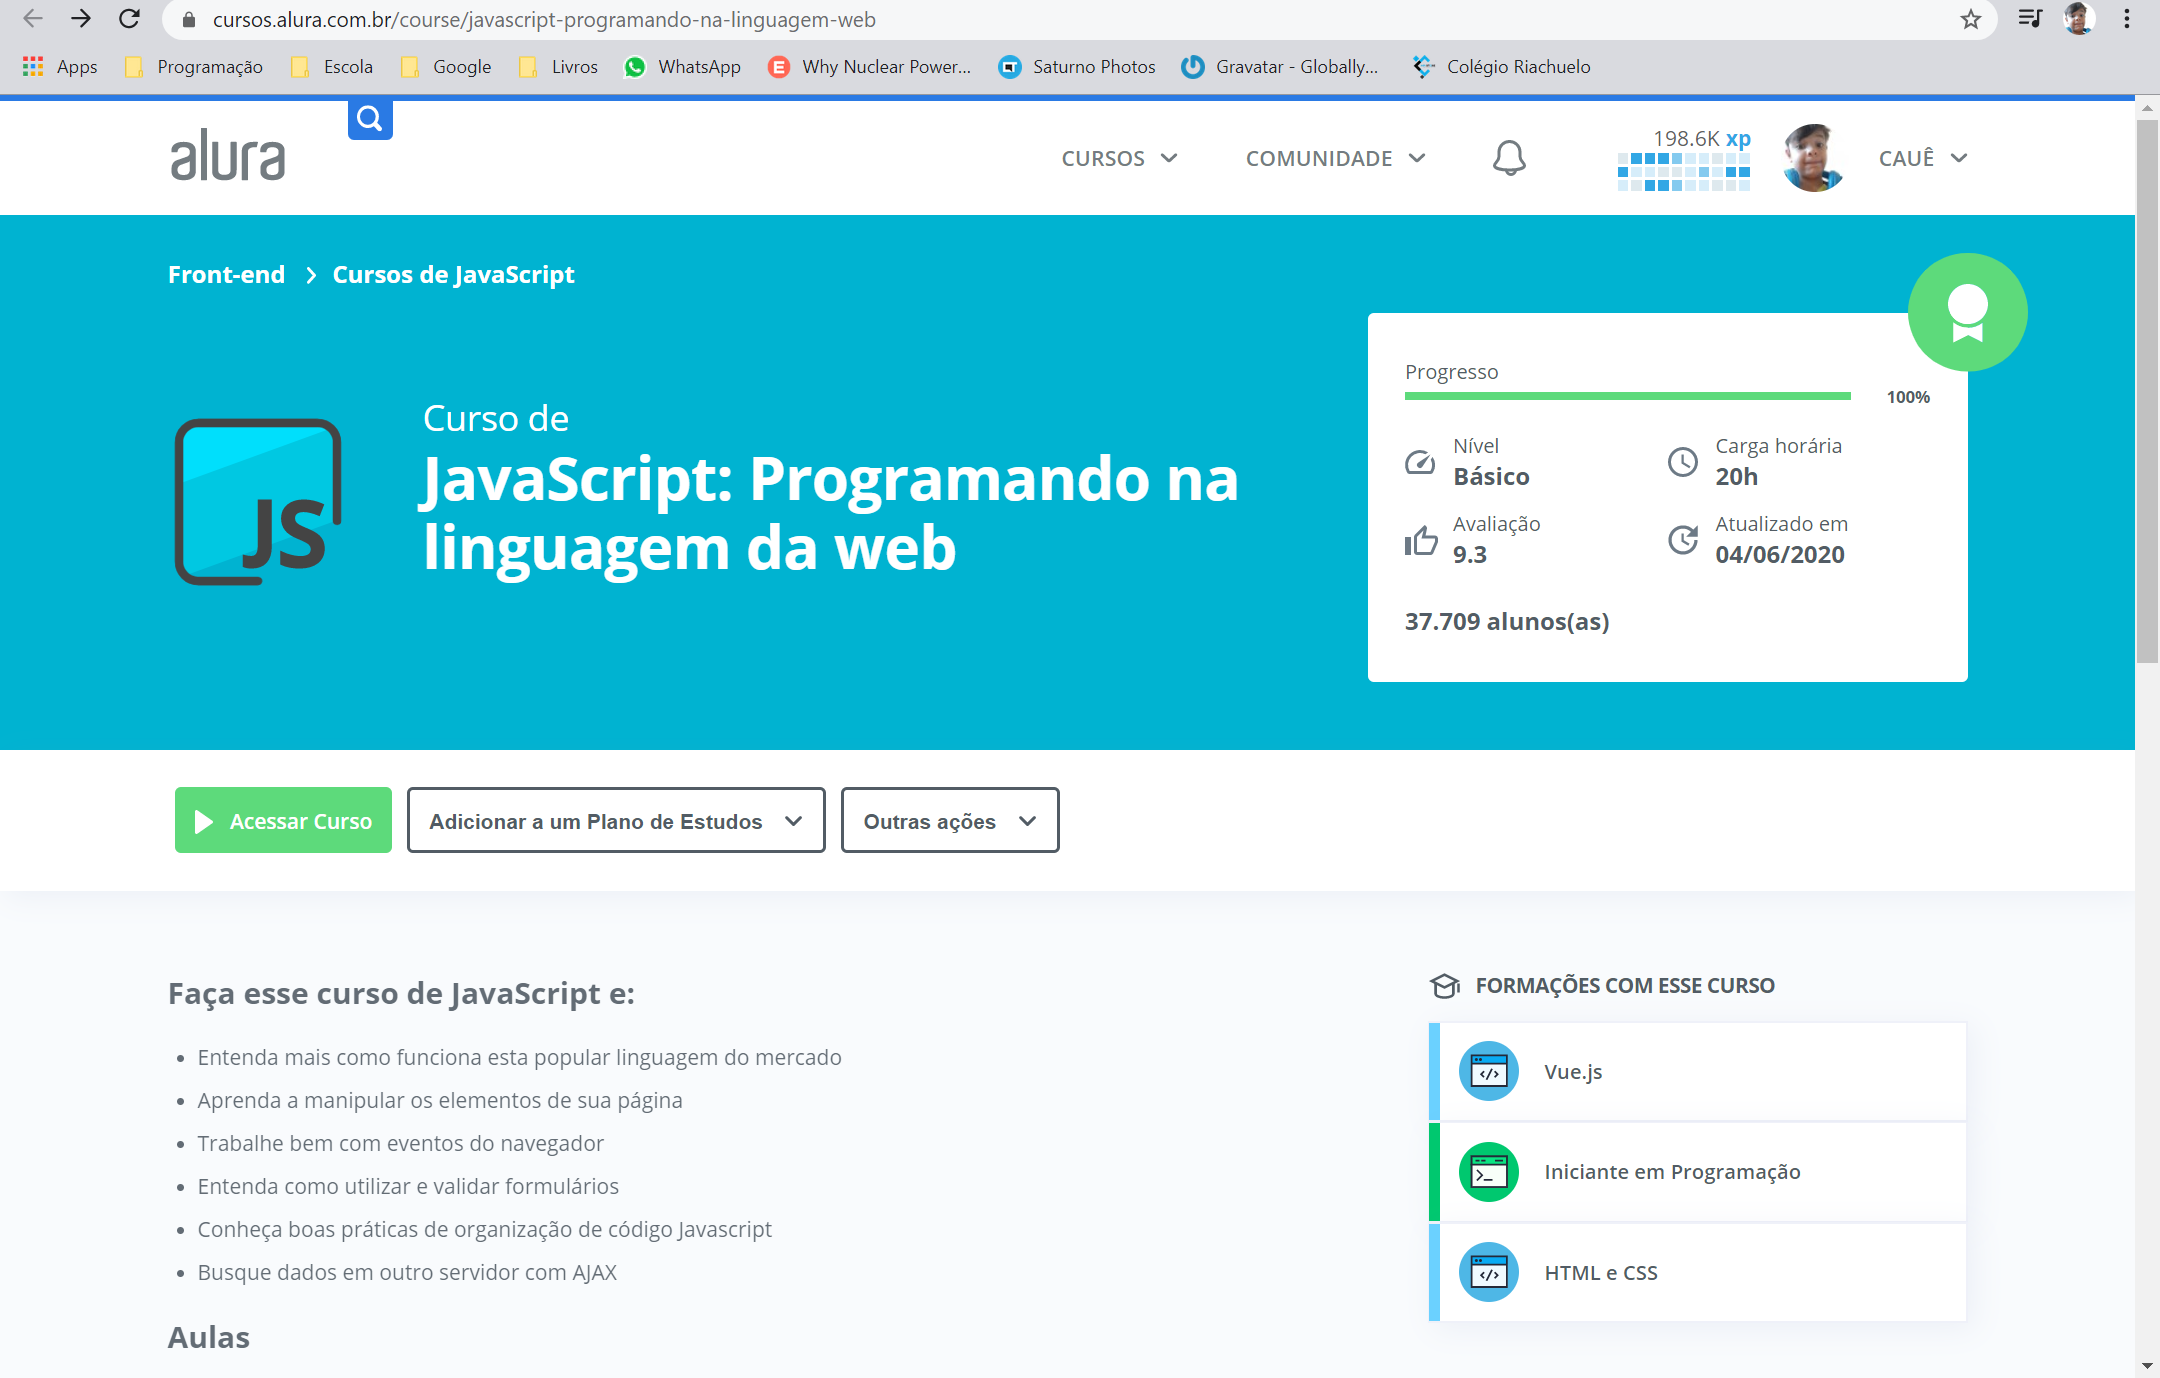 cursos.alura.com.br/course/javascript-programando-na-linguagem-web
Apps Programação Escola Google Livros WhatsApp Why Nuclear Power... Saturno Photos Gravatar - Globally... Colégio Riachuelo
alura
CURSOS COMUNIDADE 198.6K xp CAUÊ
Front-end > Cursos de JavaScript
Curso de
JavaScript: Programando na
linguagem da web
JS
Progresso
100%
Nível
Básico
Carga horária
20h
Avaliação
9.3
Atualizado em
04/06/2020
37.709 alunos(as)
Acessar Curso
Adicionar a um Plano de Estudos
Outras ações
Faça esse curso de JavaScript e:
• Entenda mais como funciona esta popular linguagem do mercado
• Aprenda a manipular os elementos de sua página
• Trabalhe bem com eventos do navegador
• Entenda como utilizar e validar formulários
• Conheça boas práticas de organização de código Javascript
• Busque dados em outro servidor com AJAX
Aulas
FORMAÇÕES COM ESSE CURSO
Vue.js
Iniciante em Programação
HTML e CSS